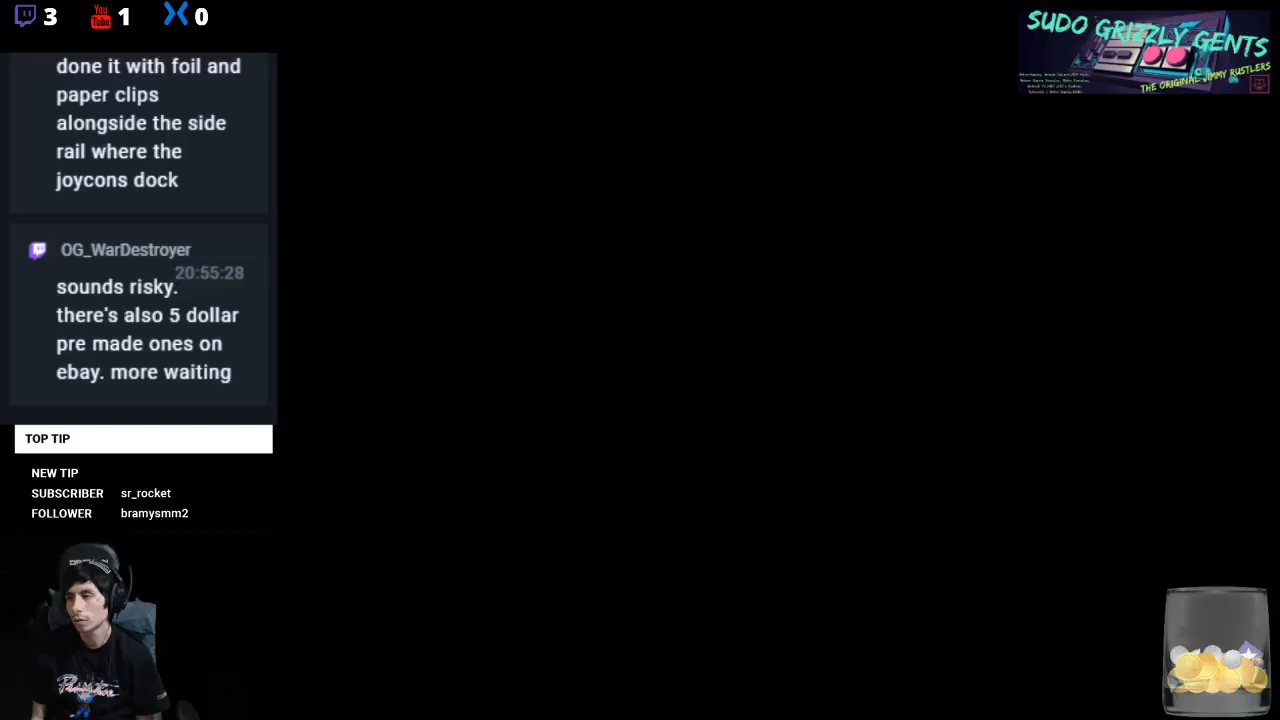 3
1
You
Tube
0
SUDO GRIZZLY GENTS
THE ORIGINAL JIMMY RUSTLERS
done it with foil and
paper clips
alongside the side
rail where the
joycons dock
OG_WarDestroyer
20:55:28
sounds risky.
there's also 5 dollar
pre made ones on
ebay. more waiting
TOP TIP
NEW TIP
SUBSCRIBER sr_rocket
FOLLOWER bramysmm2